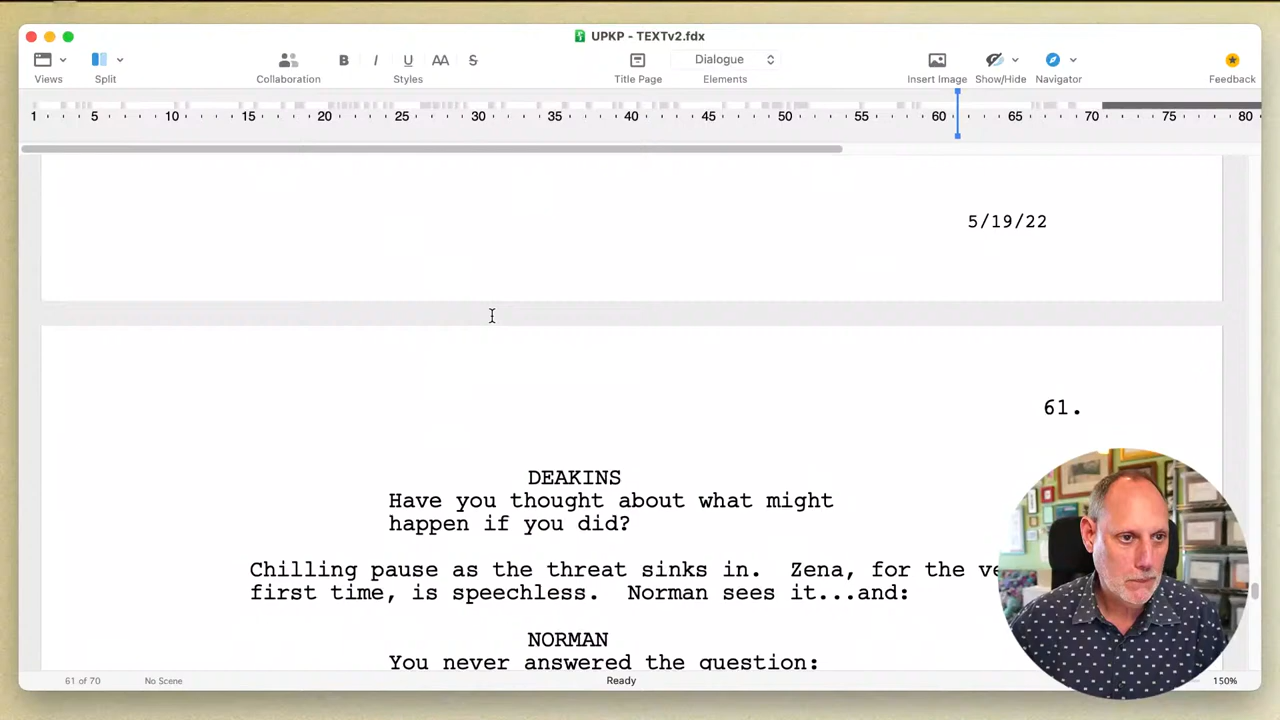 UPKP - TEXTv2.fdx
B I U AA S Dialogue
Views Split Collaboration Styles Title Page Elements Insert Image Show/Hide Navigator Feedback
1 5 10 15 20 25 30 35 40 45 50 55 60 65 70 75 80
5/19/22
61.
DEAKINS
Have you thought about what might
happen if you did?
Chilling pause as the threat sinks in. Zena, for the
first time, is speechless. Norman sees it...and:
NORMAN
You never answered the question:
61 of 70 No Scene Ready 150%